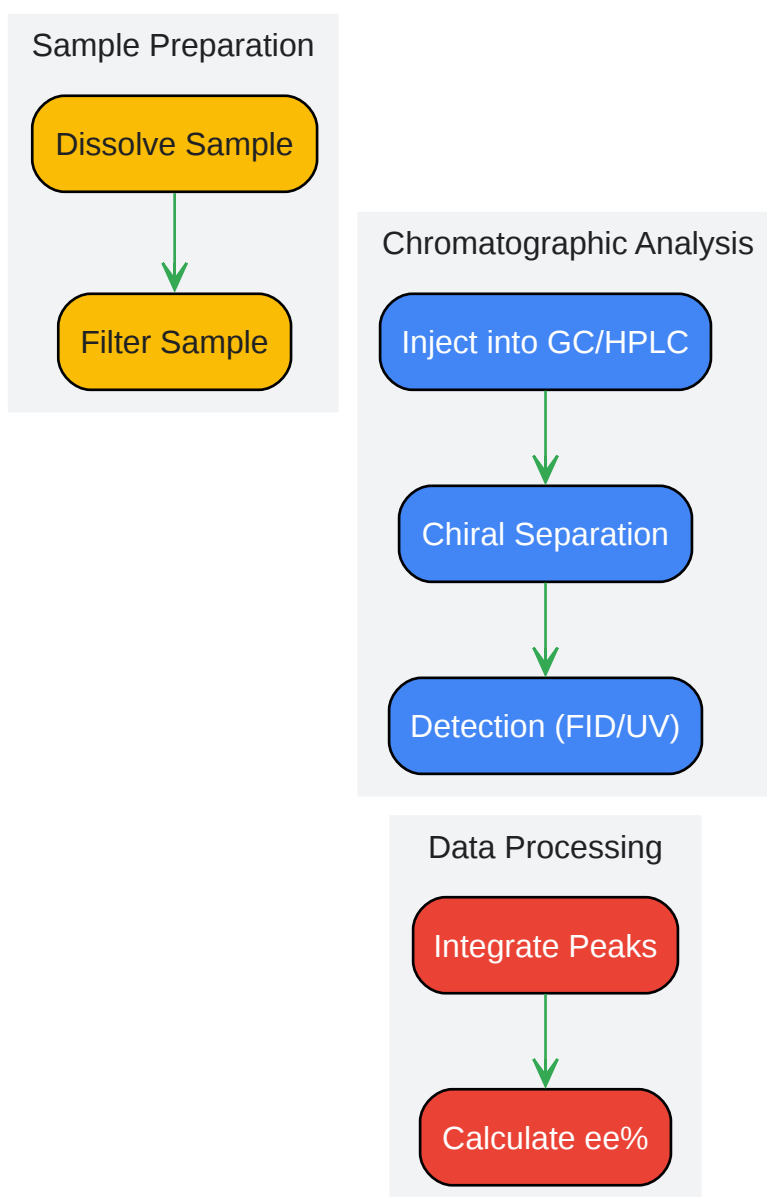 Sample Preparation
Dissolve Sample
Filter Sample
Chromatographic Analysis
Inject into GC/HPLC
Chiral Separation
Detection (FID/UV)
Data Processing
Integrate Peaks
Calculate ee%